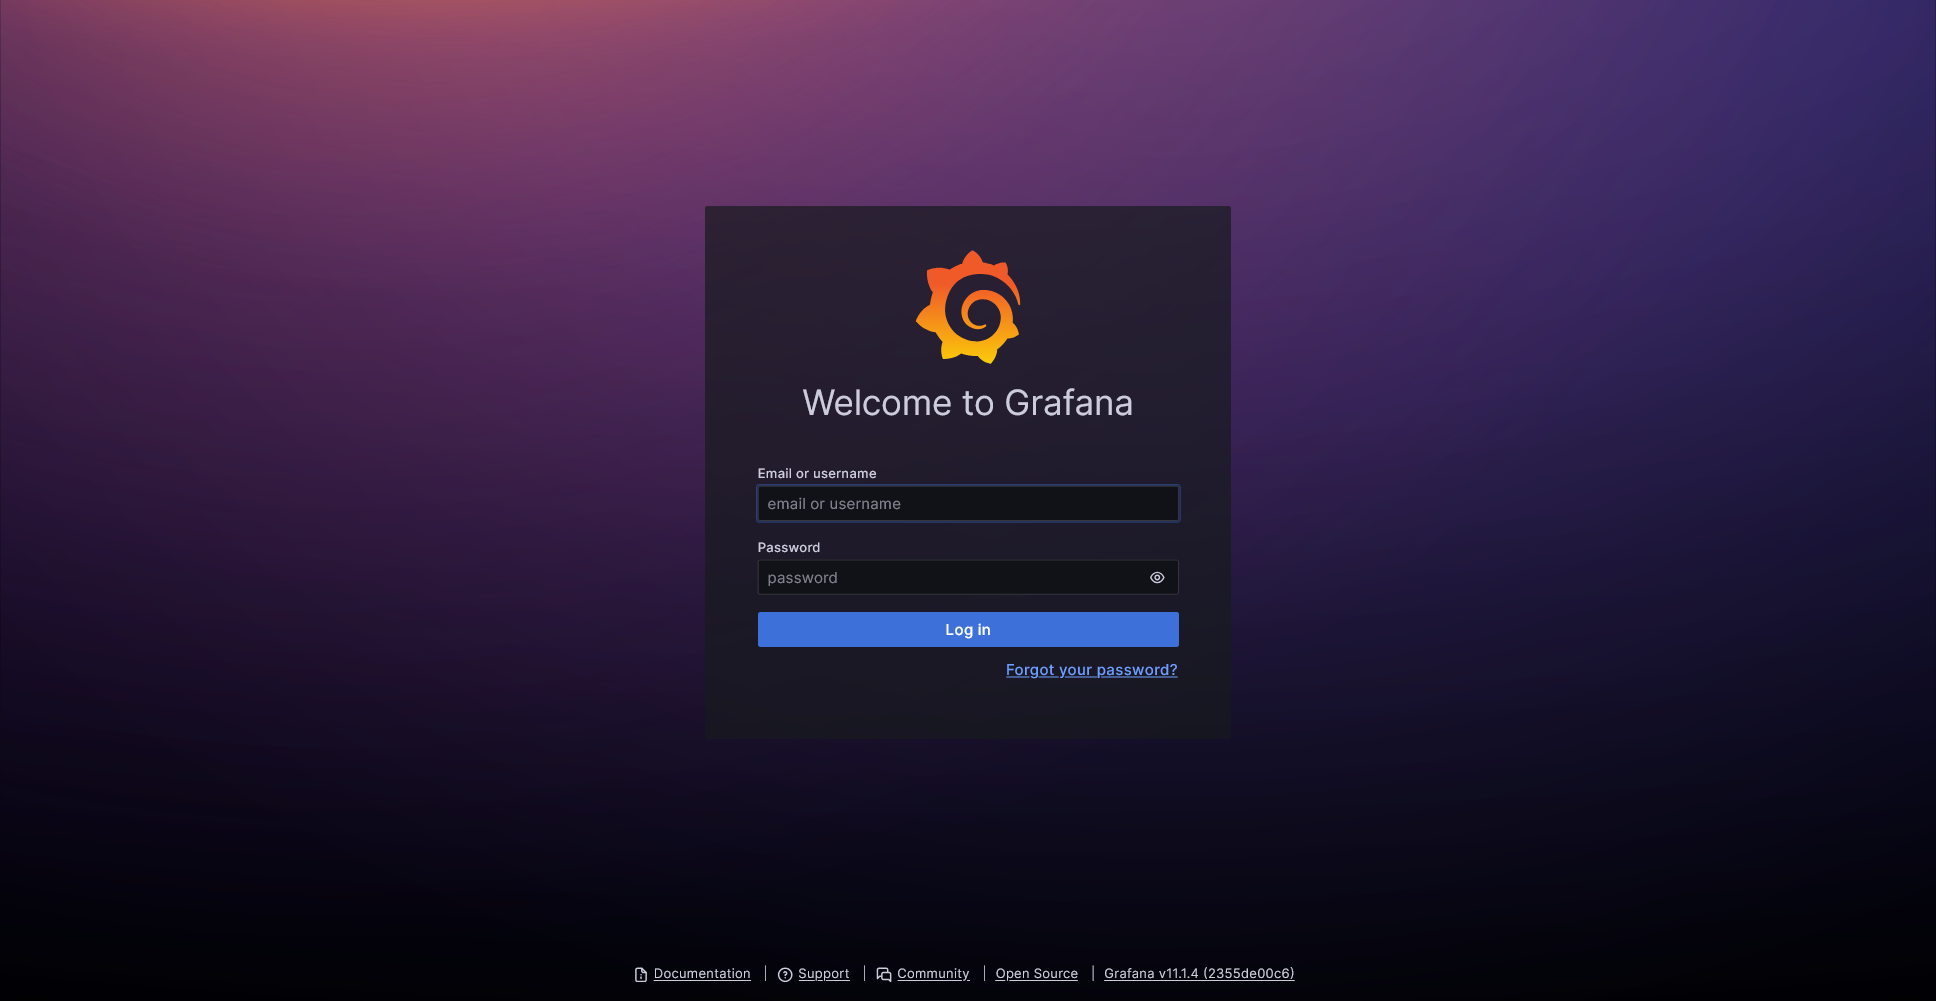 Welcome to Grafana
Email or username
email or username
Password
password
Log in
Forgot your password?
Documentation | Support | Community | Open Source | Grafana v11.1.4 (2355de00c6)